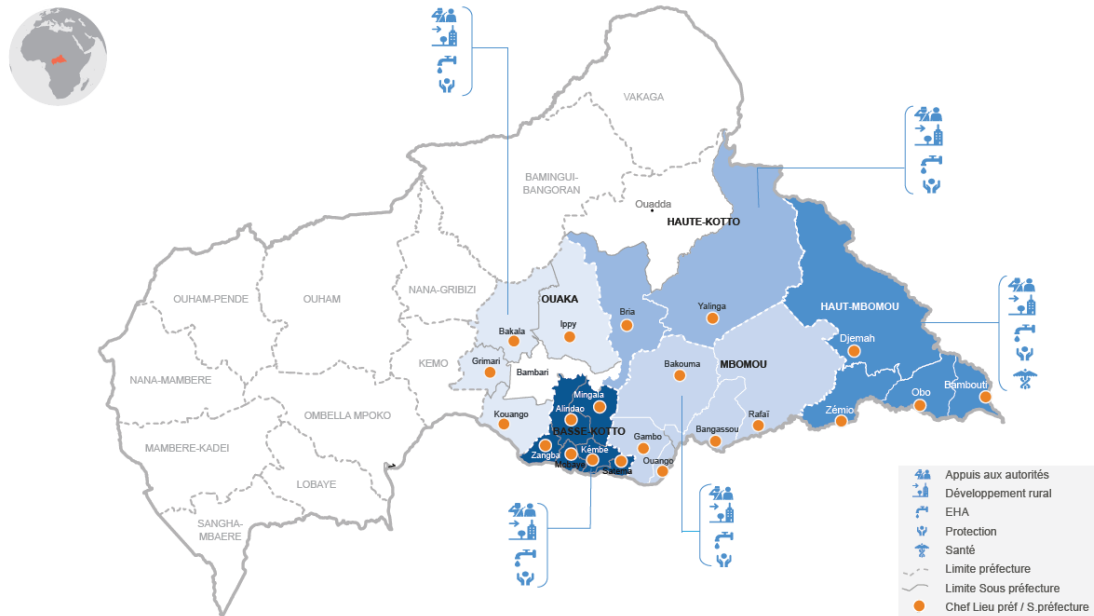 VAKAGA
BAMINGUI-
BANGORAN
Ouadda
HAUTE-KOTTO
OUHAM-PENDE
OUHAM
NANA-GRIBIZI
OUAKA
Bria
Yalinga
HAUT-MBOMOU
Bakala
Ippy
Djemah
NANA-MAMBERE
KEMO
Grimari
Bambari
Bakouma
MBOMOU
Mingala
Obo
Bambouti
OMBELLA MPOKO
Kouango
Alindao
Zémio
BASSE-KOTTO
Bangassou
Rafaï
MAMBERE-KADEI
Gambo
Zangba
Kembe
Mobaye
Satema
Ouango
LOBAYE
SANGHA-
MBAERE
Appuis aux autorités
Développement rural
EHA
Protection
Santé
Limite préfecture
Limite Sous préfecture
Chef Lieu préf / S.préfecture